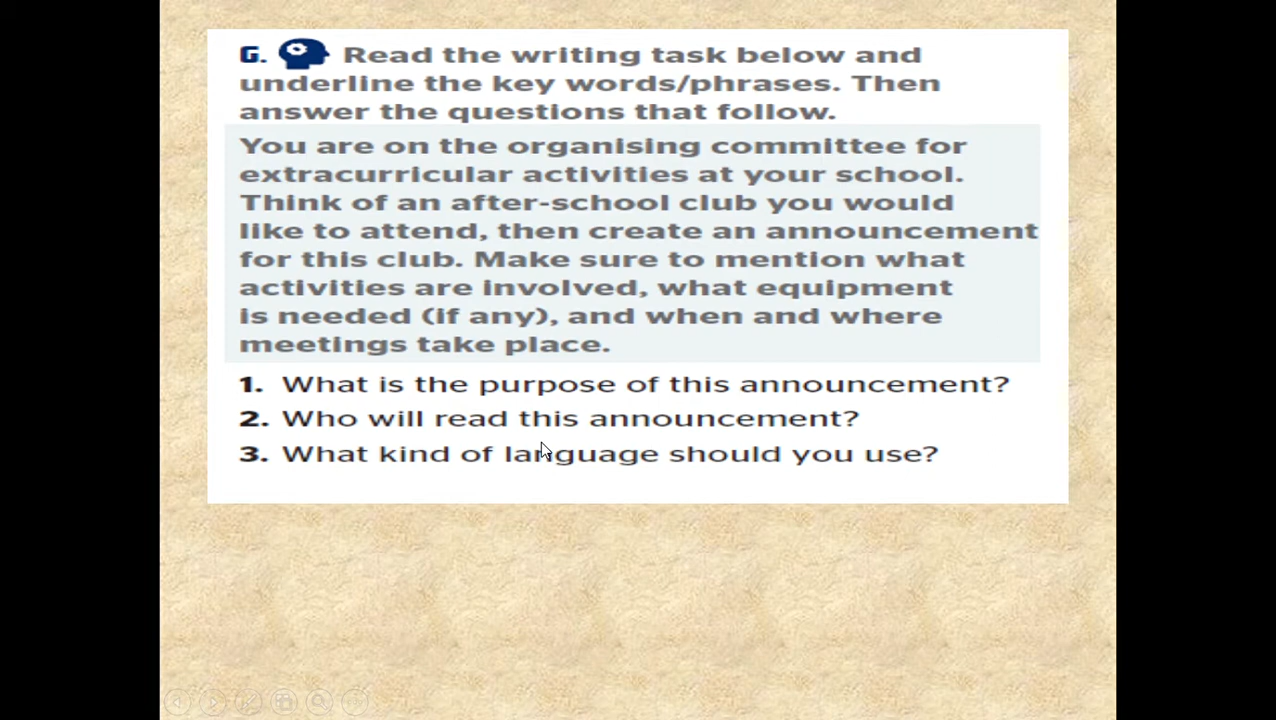 G. Read the writing task below and
underline the key words/phrases. Then
answer the questions that follow.
You are on the organising committee for
extracurricular activities at your school.
Think of an after-school club you would
like to attend, then create an announcement
for this club. Make sure to mention what
activities are involved, what equipment
is needed (if any), and when and where
meetings take place.
1. What is the purpose of this announcement?
2. Who will read this announcement?
3. What kind of language should you use?